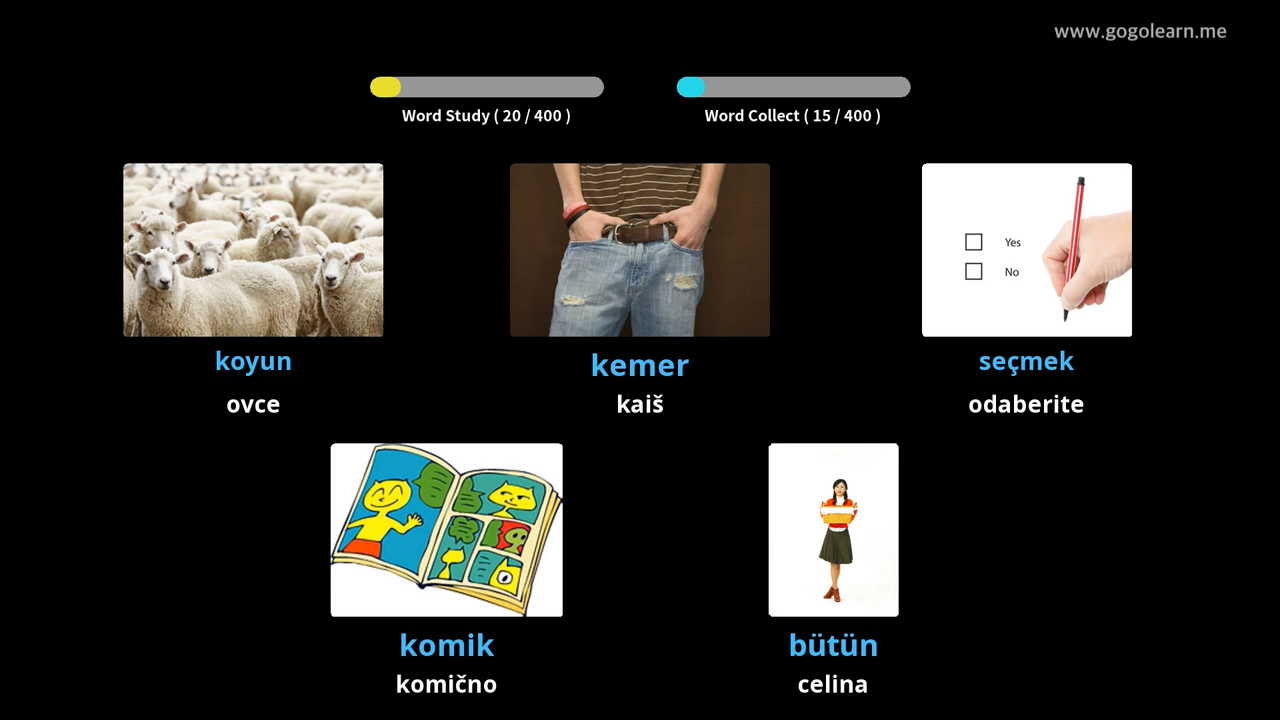 www.gogolearn.me
Word Study ( 20 / 400 )
Word Collect ( 15 / 400 )
Yes
No
koyun
kemer
seçmek
ovce
kaiš
odaberite
komik
bütün
komično
celina